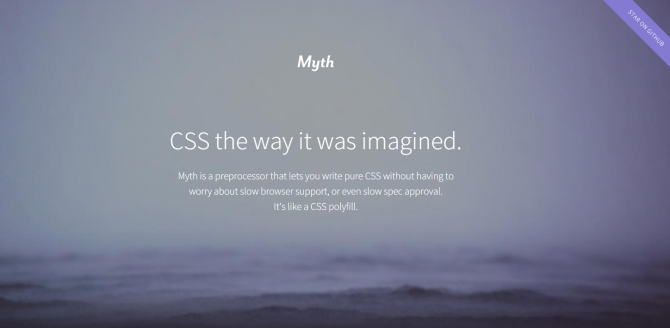 STAR ON GITHUB
Myth
CSS the way it was imagined.
Myth is a preprocessor that lets you write pure CSS without having to
worry about slow browser support, or even slow spec approval.
It's like a CSS polyfill.